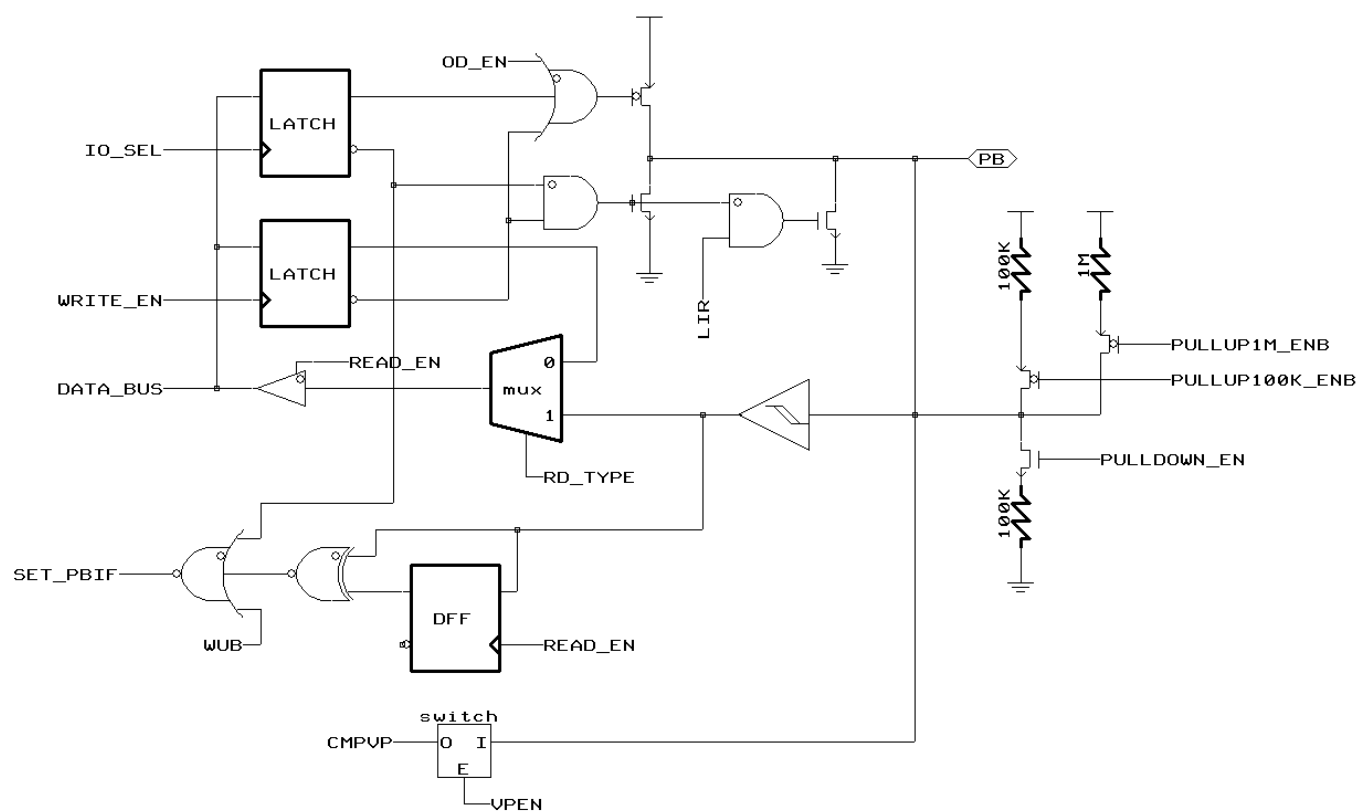 OD_EN
LATCH
IO_SEL
PB
LATCH
WRITE_EN
LIR
100K
1M
PULLUP1M_ENB
READ_EN
0
PULLUP100K_ENB
DATA_BUS
mux
1
PULLDOWN_EN
RD_TYPE
100K
SET_PBIF
DFF
WUB
READ_EN
switch
CMPVP
O I
E
VPEN